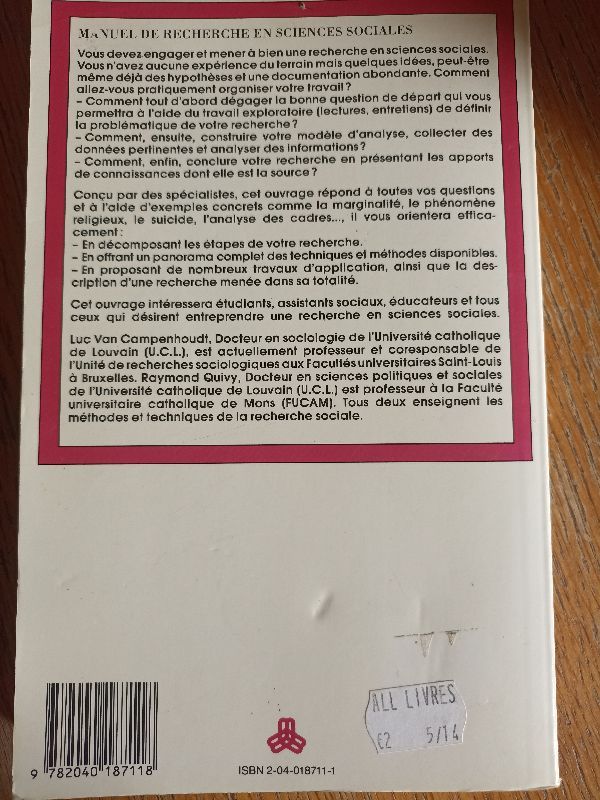 MANUEL DE RECHERCHE EN SCIENCES SOCIALES
Vous devez engager et mener à bien une recherche en sciences sociales.
Vous n'avez aucune expérience du terrain mais quelques idées, peut-être
même déjà des hypothèses et une documentation abondante. Comment
allez-vous pratiquement organiser votre travail ?
– Comment tout d'abord dégager la bonne question de départ qui vous
permettra à l'aide du travail exploratoire (lectures, entretiens) de définir
la problématique de votre recherche ?
– Comment, ensuite, construire votre modèle d'analyse, collecter des
données pertinentes et analyser des informations ?
– Comment, enfin, conclure votre recherche en présentant les apports
de connaissances dont elle est la source ?
Conçu par des spécialistes, cet ouvrage répond à toutes vos questions
et à l'aide d'exemples concrets comme la marginalité, le phénomène
religieux, le suicide, l'analyse des cadres..., il vous orientera effica-
cement :
– En décomposant les étapes de votre recherche.
– En offrant un panorama complet des techniques et méthodes disponibles.
– En proposant de nombreux travaux d'application, ainsi que la des-
cription d'une recherche menée dans sa totalité.
Cet ouvrage intéressera étudiants, assistants sociaux, éducateurs et tous
ceux qui désirent entreprendre une recherche en sciences sociales.
Luc Van Campenhoudt, Docteur en sociologie de l'Université catholique
de Louvain (U.C.L.), est actuellement professeur et coresponsable de
l'Unité de recherches sociologiques aux Facultés universitaires Saint-Louis
à Bruxelles. Raymond Quivy, Docteur en sciences politiques et sociales
de l'Université catholique de Louvain (U.C.L.) est professeur à la Faculté
universitaire catholique de Mons (FUCAM). Tous deux enseignent les
méthodes et techniques de la recherche sociale.
ALL LIVRES
€2 5/14
9 782040 187118
ISBN 2-04-018711-1